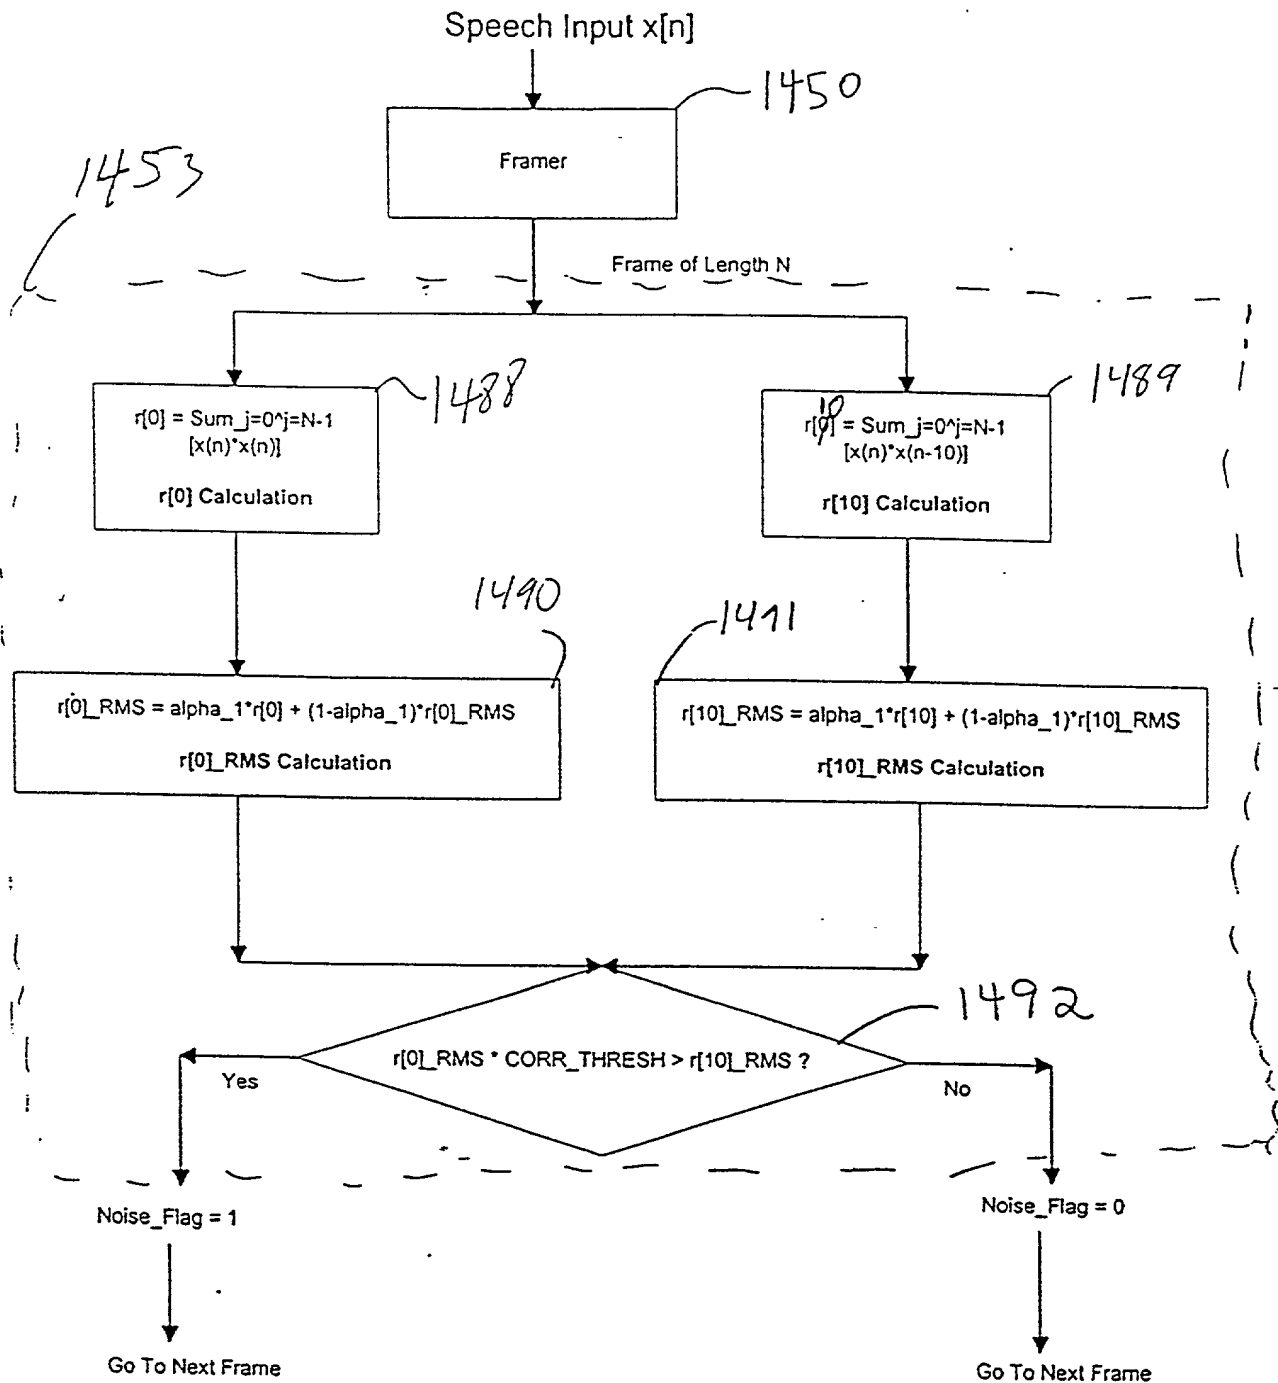 Speech Input x[n]
1450
Framer
1453
Frame of Length N
1488
r[0] = Sum_j=0^j=N-1
[x(n)*x(n)]
r[0] Calculation
1489
r[10] = Sum_j=0^j=N-1
[x(n)*x(n-10)]
r[10] Calculation
1490
r[0]_RMS = alpha_1*r[0] + (1-alpha_1)*r[0]_RMS
r[0]_RMS Calculation
1491
r[10]_RMS = alpha_1*r[10] + (1-alpha_1)*r[10]_RMS
r[10]_RMS Calculation
1492
r[0]_RMS * CORR_THRESH > r[10]_RMS ?
Yes
No
Noise_Flag = 1
Noise_Flag = 0
Go To Next Frame
Go To Next Frame